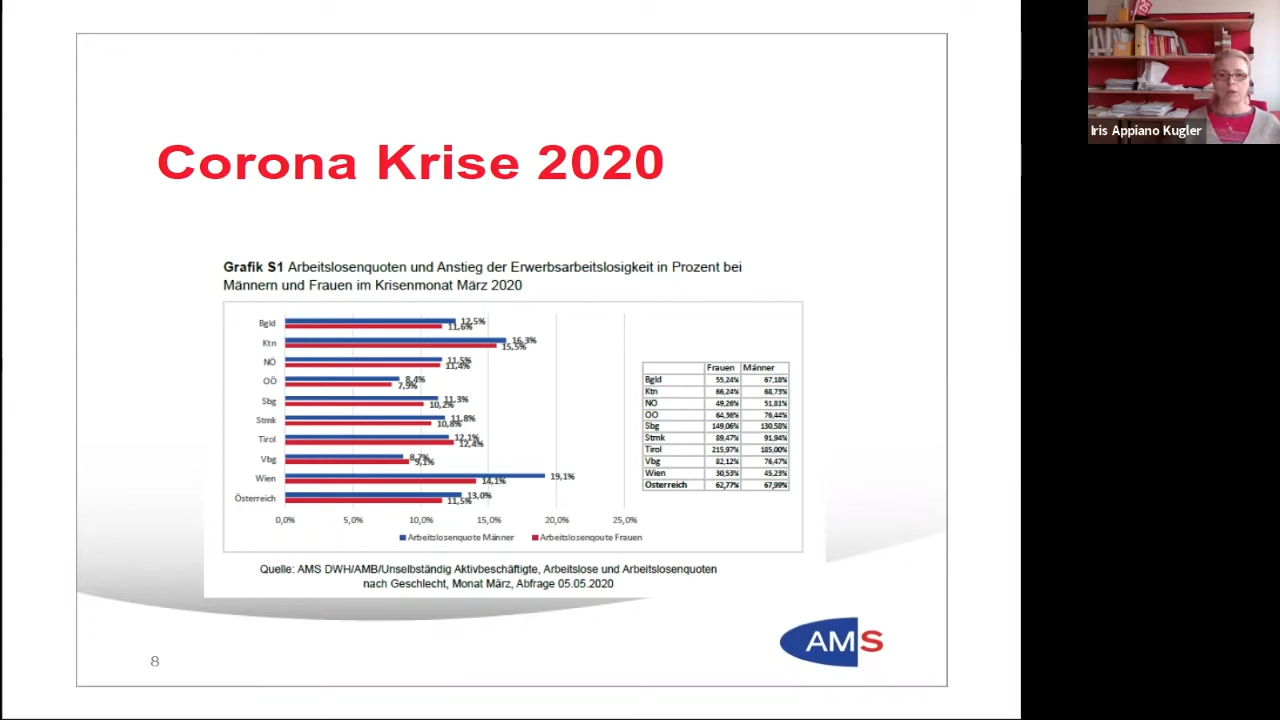 Corona Krise 2020
Grafik S1 Arbeitslosenquoten und Anstieg der Erwerbsarbeitslosigkeit in Prozent bei
Männern und Frauen im Krisenmonat März 2020
Bgld 12,5%
11,6%
Ktn 16,3%
15,5%
NÖ 11,5%
11,4%
OÖ 8,4%
7,9%
Sbg 11,3%
10,2%
Stmk 11,8%
10,8%
Tirol 12,1%
12,4%
Vbg 8,7%
9,1%
Wien 19,1%
14,1%
Österreich 13,0%
11,5%
0,0% 5,0% 10,0% 15,0% 20,0% 25,0%
Arbeitslosenquote Männer Arbeitslosenqoute Frauen
Frauen Männer
Bgld 55,24% 67,18%
Ktn 66,24% 68,73%
NÖ 49,26% 51,81%
OÖ 64,36% 76,44%
Sbg 149,06% 130,58%
Stmk 89,47% 91,94%
Tirol 215,97% 185,00%
Vbg 82,12% 76,47%
Wien 30,53% 45,23%
Österreich 62,77% 67,99%
Quelle: AMS DWH/AMB/Unselbständig Aktivbeschäftigte, Arbeitslose und Arbeitslosenquoten
nach Geschlecht, Monat März, Abfrage 05.05.2020
8
AMS
Iris Appiano Kugler